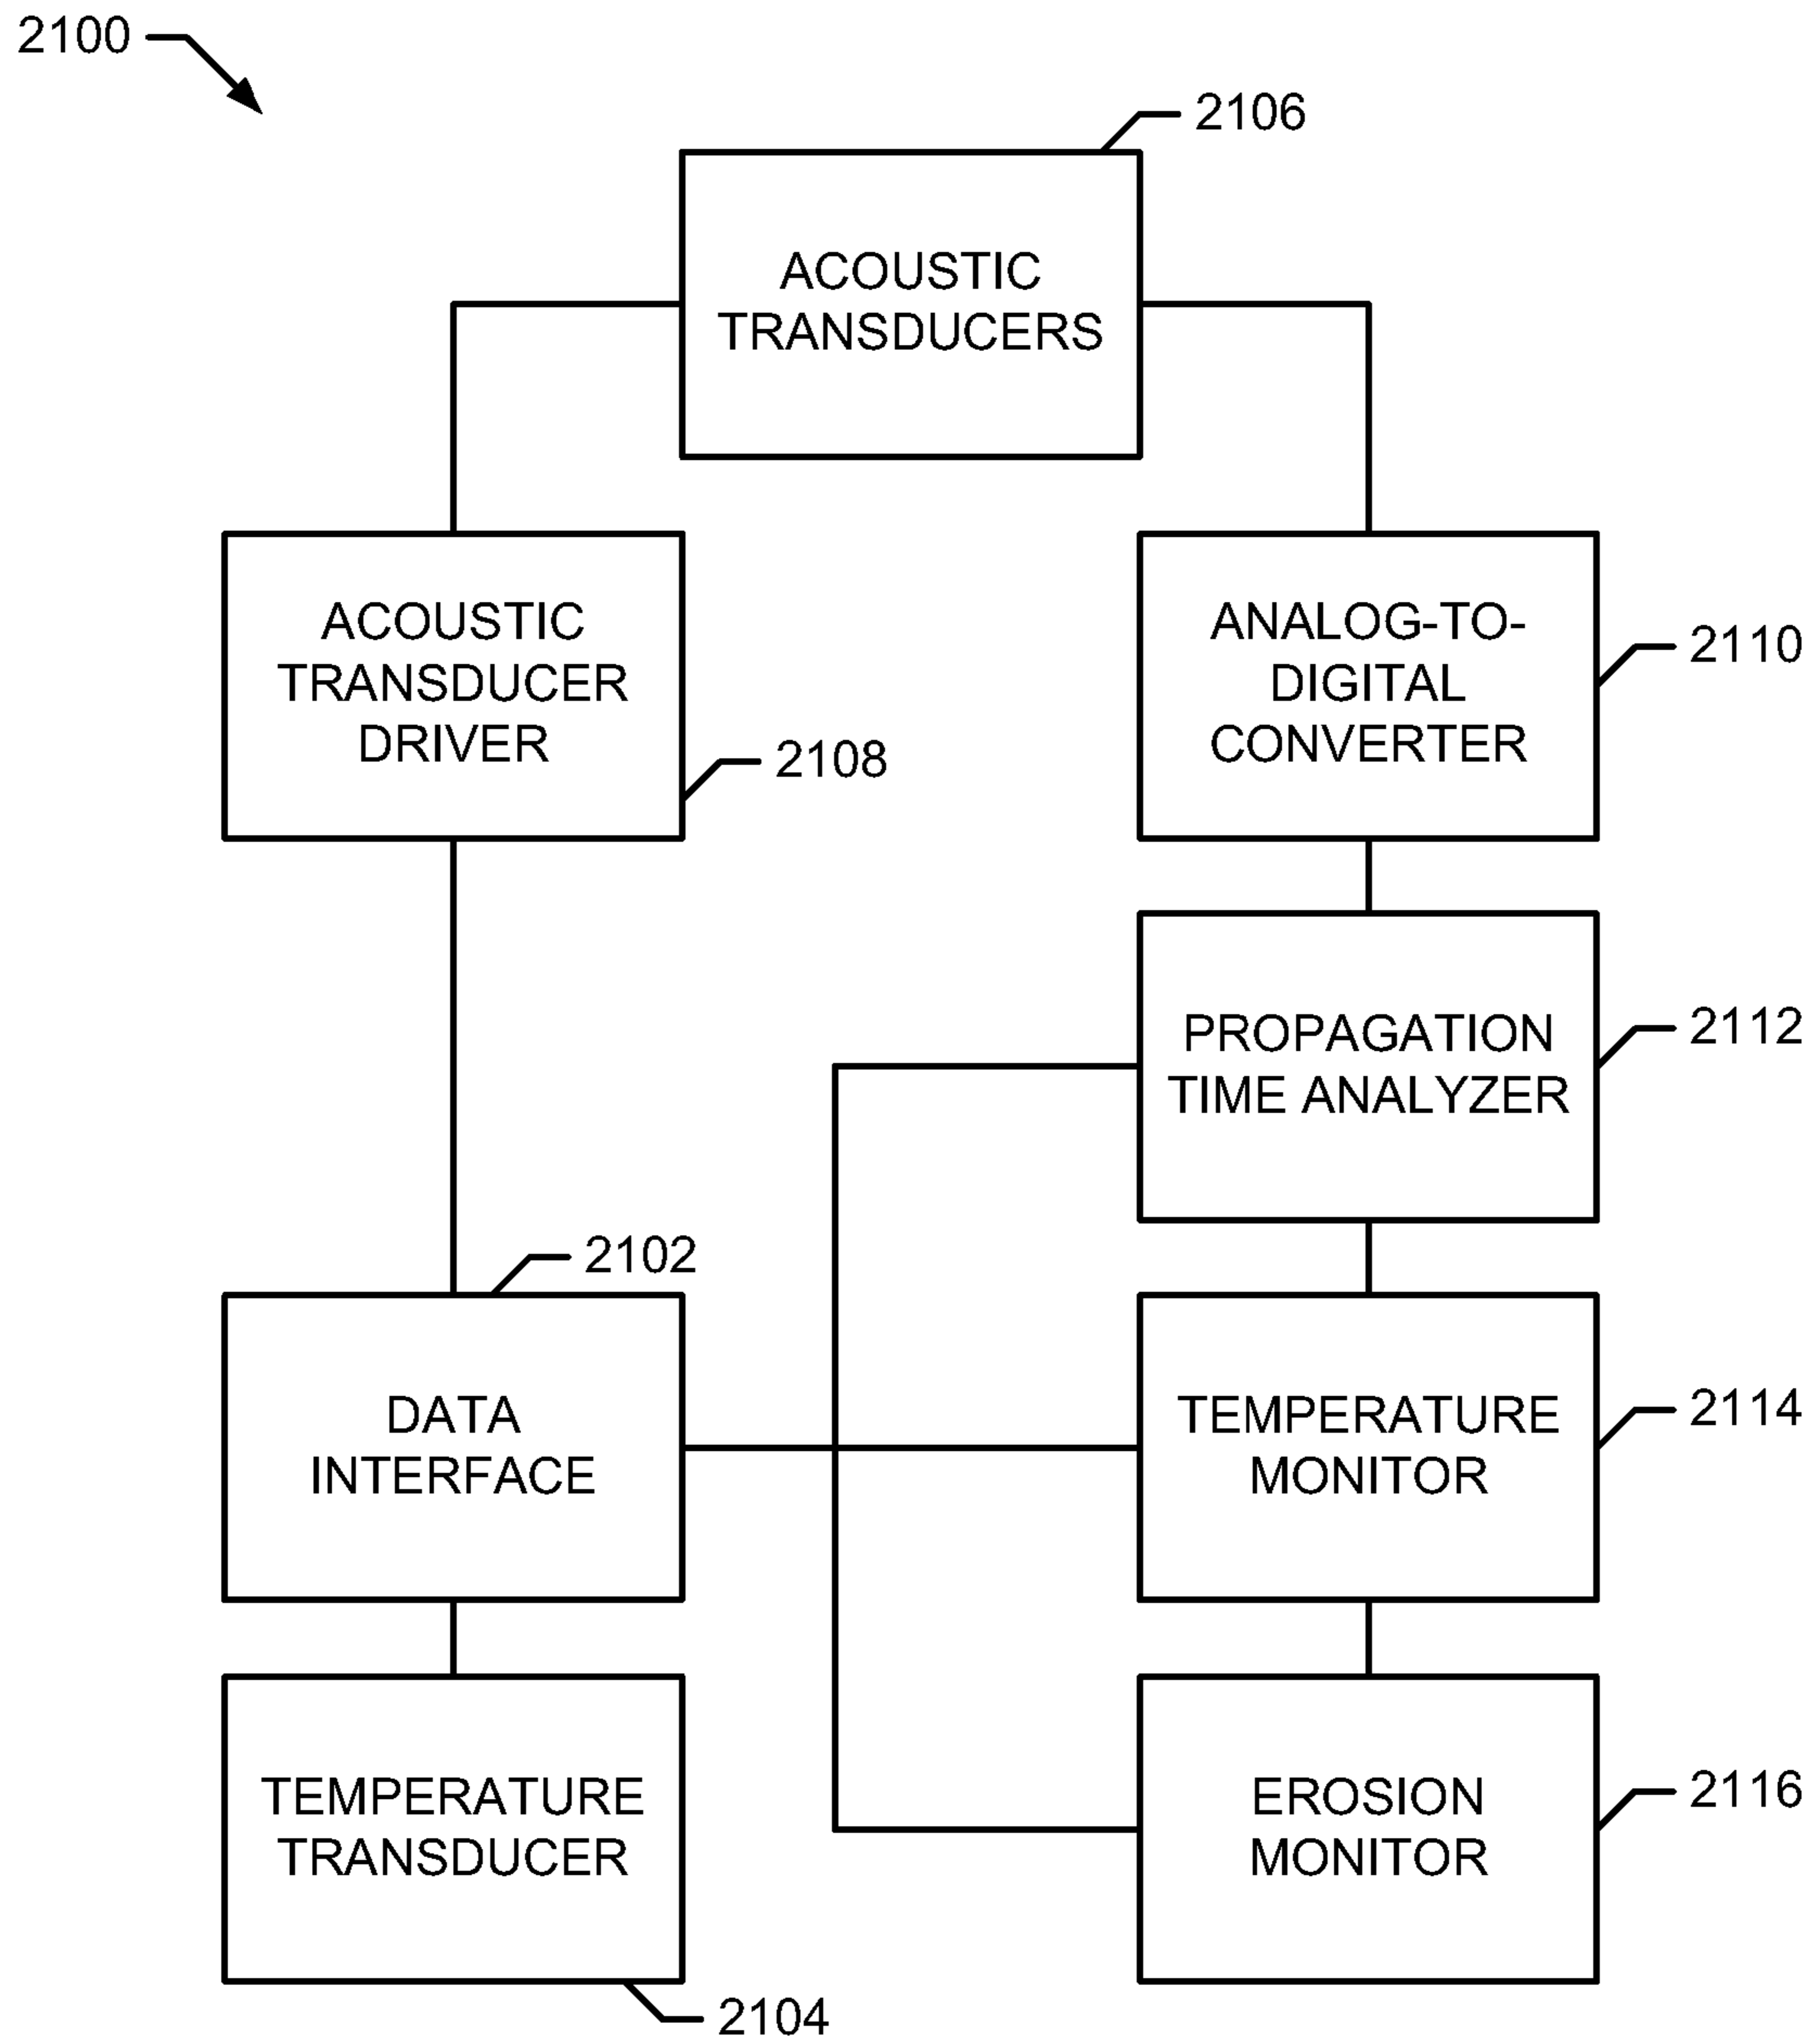 2100
2106
ACOUSTIC
TRANSDUCERS
ACOUSTIC
TRANSDUCER
DRIVER
2108
ANALOG-TO-
DIGITAL
CONVERTER
2110
PROPAGATION
TIME ANALYZER
2112
2102
DATA
INTERFACE
TEMPERATURE
MONITOR
2114
TEMPERATURE
TRANSDUCER
2104
EROSION
MONITOR
2116